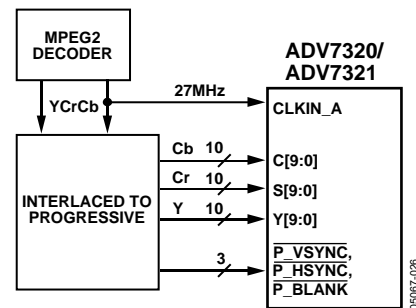 MPEG2
DECODER
YCrCb
27MHz
ADV7320/
ADV7321
CLKIN_A
INTERLACED TO
PROGRESSIVE
Cb 10
Cr 10
Y 10
3
C[9:0]
S[9:0]
Y[9:0]
P_VSYNC,
P_HSYNC,
P_BLANK
05067-026